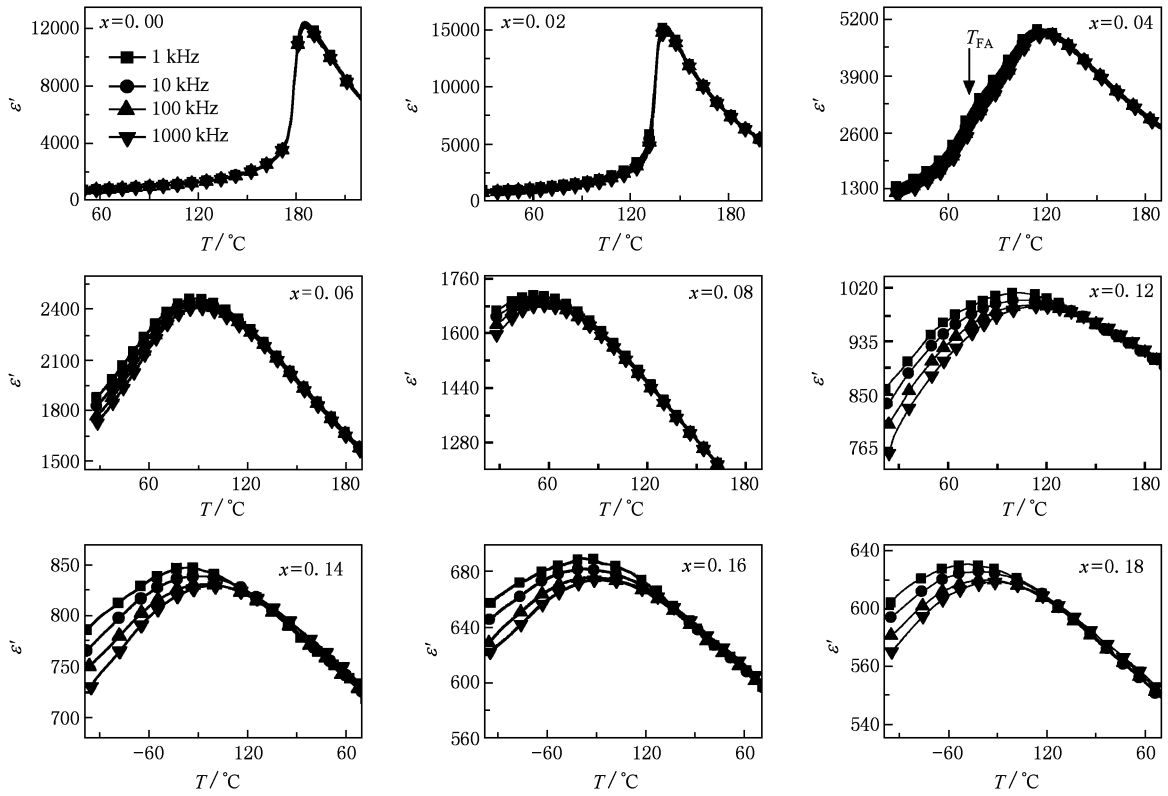 x=0.00
1 kHz
10 kHz
100 kHz
1000 kHz
12000
9000
6000
3000
0
ε′
60 120 180
T/°C
x=0.02
15000
10000
5000
0
ε′
60 120 180
T/°C
x=0.04
T_FA
5200
3900
2600
1300
ε′
60 120 180
T/°C
x=0.06
2400
2100
1800
1500
ε′
60 120 180
T/°C
x=0.08
1760
1600
1440
1280
ε′
60 120 180
T/°C
x=0.12
1020
935
850
765
ε′
60 120 180
T/°C
x=0.14
850
800
750
700
ε′
−60 120 60
T/°C
x=0.16
680
640
600
560
ε′
−60 120 60
T/°C
x=0.18
640
600
560
540
ε′
−60 120 60
T/°C